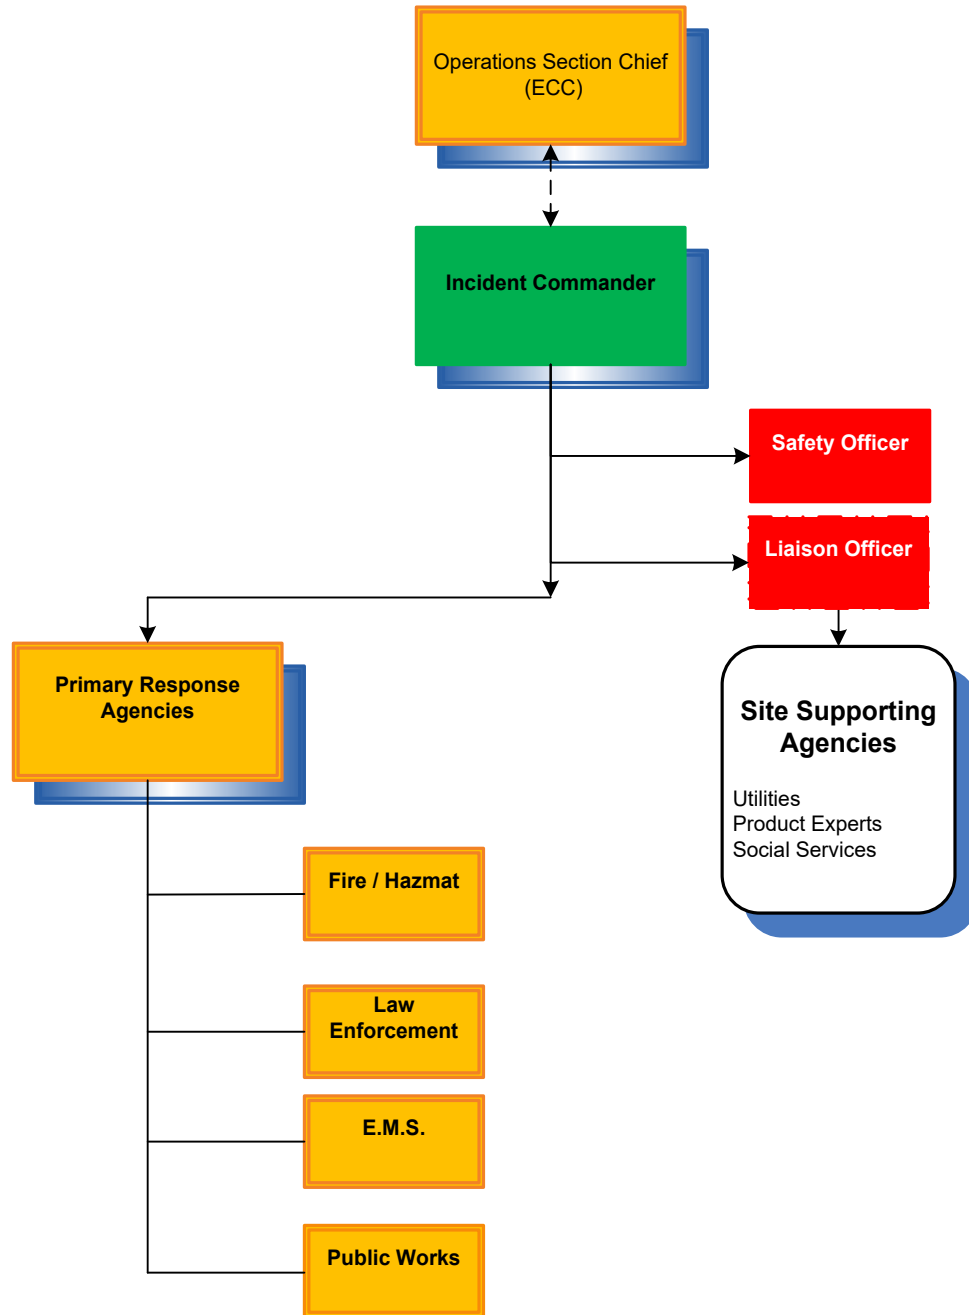 Operations Section Chief
(ECC)
Incident Commander
Safety Officer
Liaison Officer
Primary Response
Agencies
Site Supporting
Agencies
Utilities
Product Experts
Social Services
Fire / Hazmat
Law
Enforcement
E.M.S.
Public Works